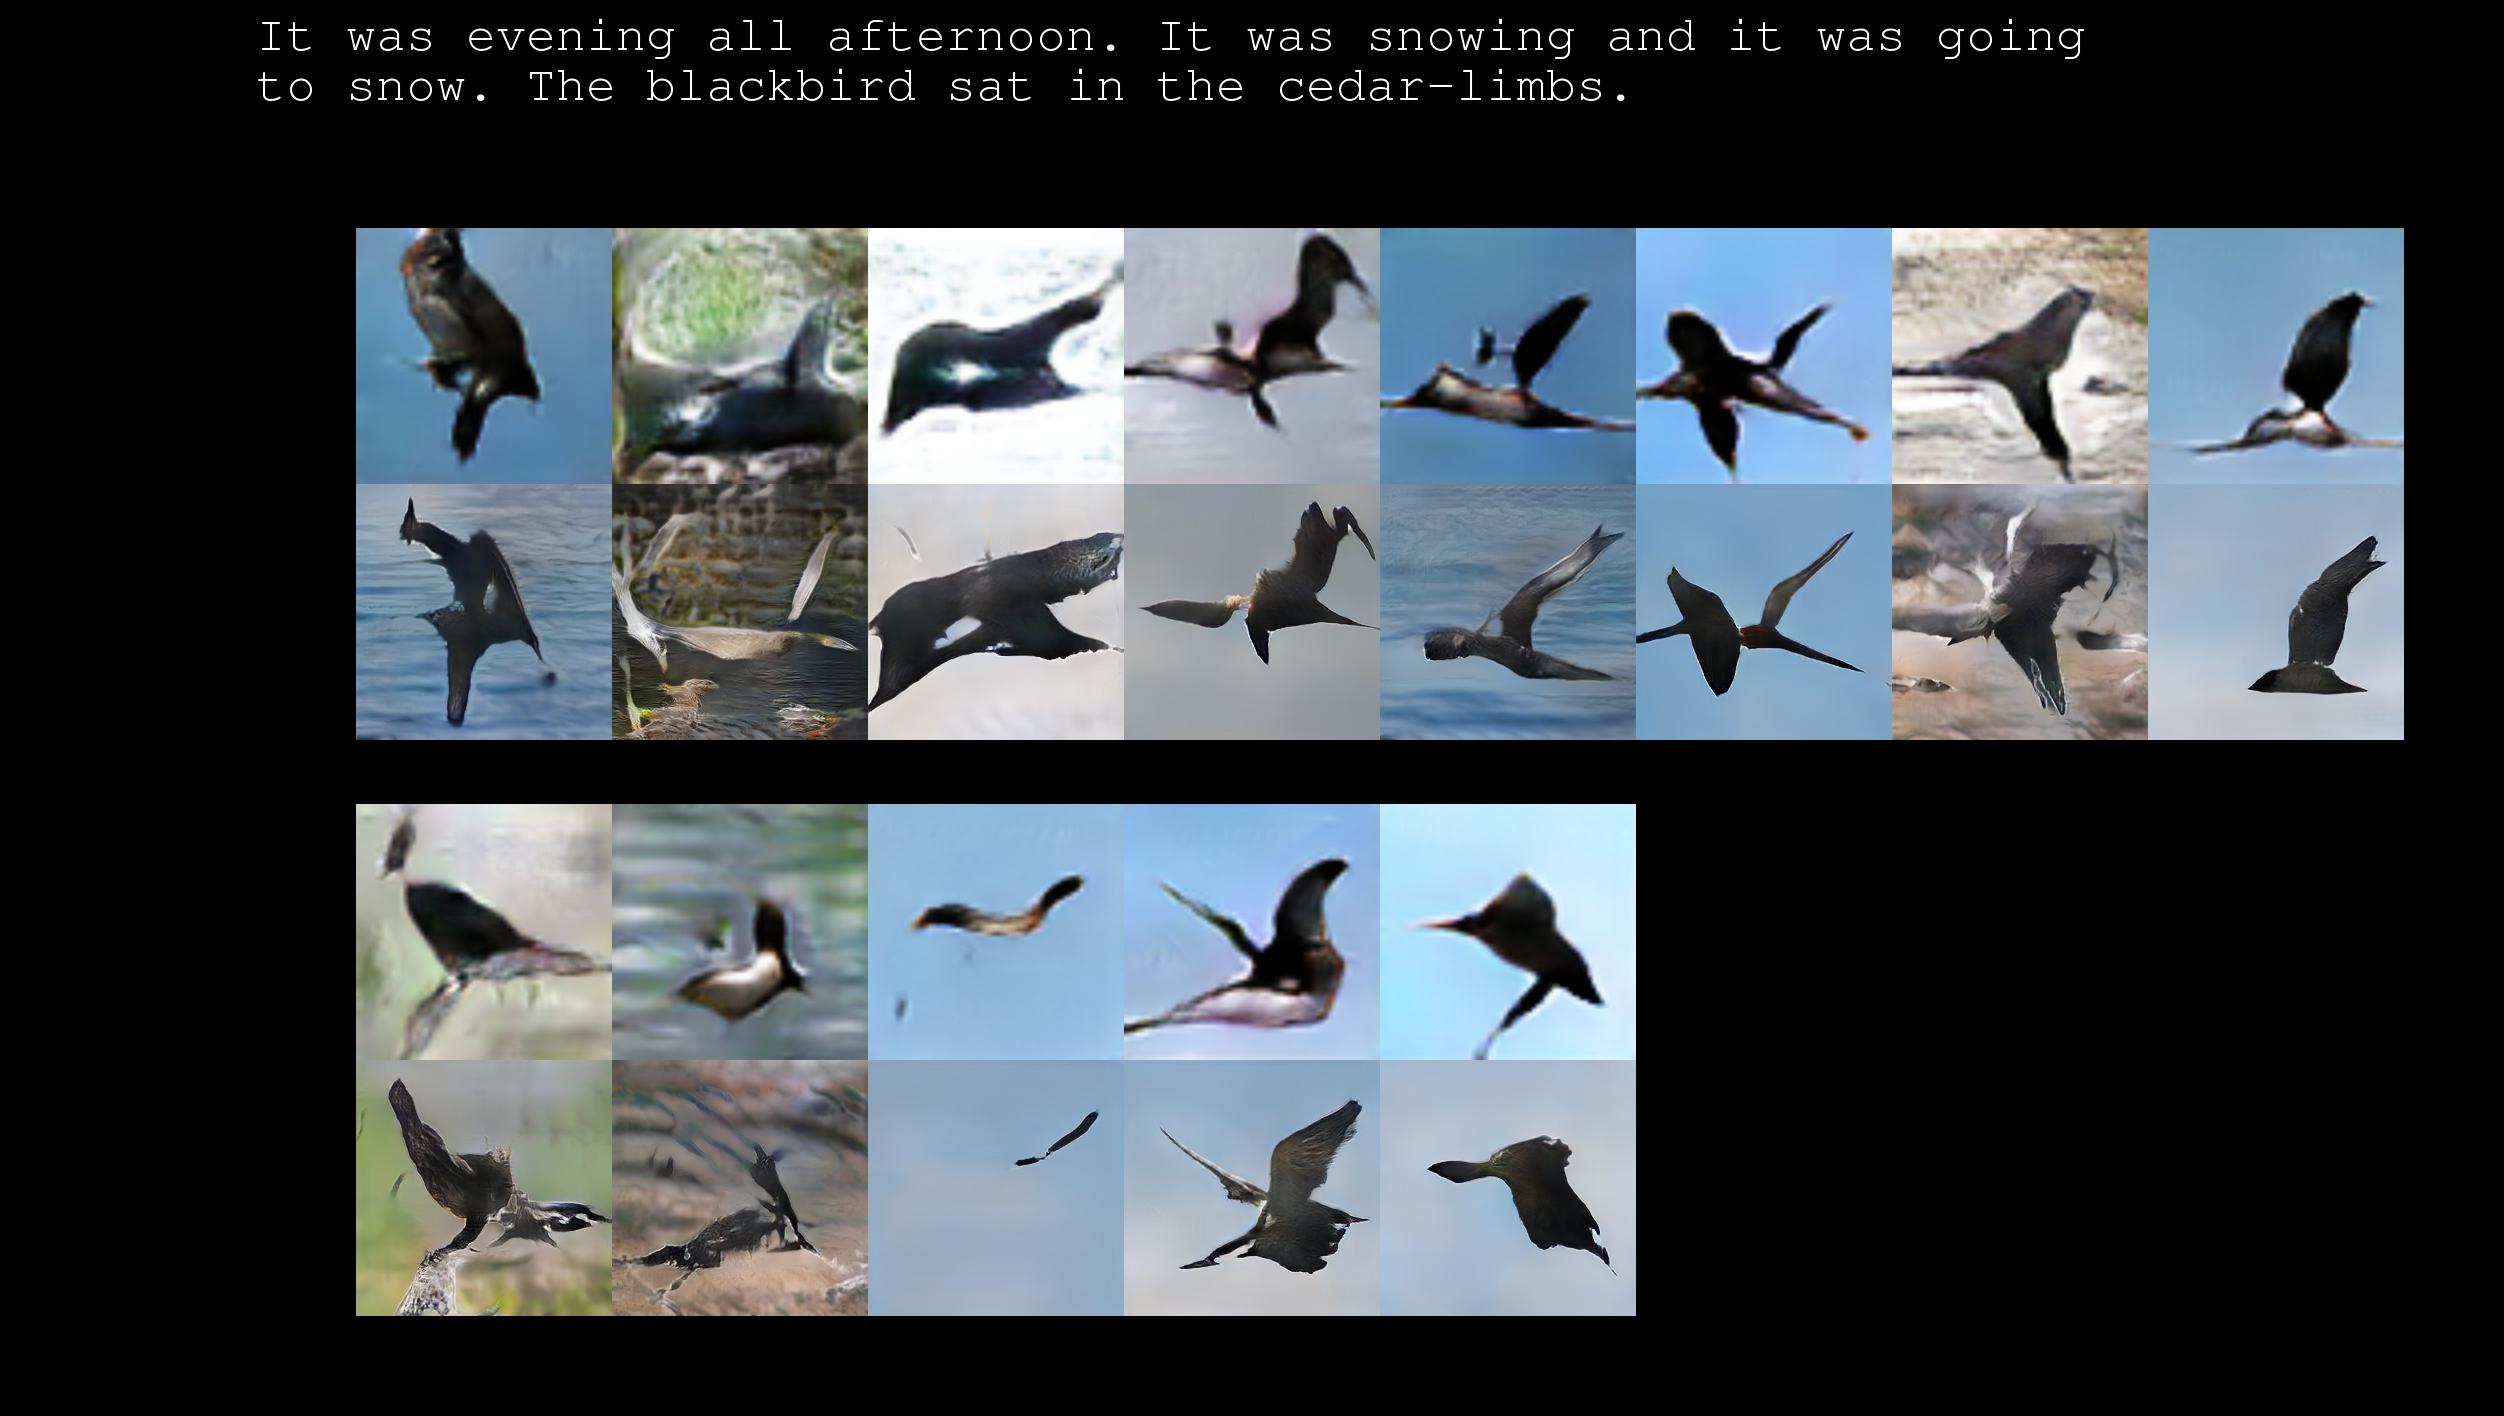 It was evening all afternoon. It was snowing and it was going
to snow. The blackbird sat in the cedar-limbs.